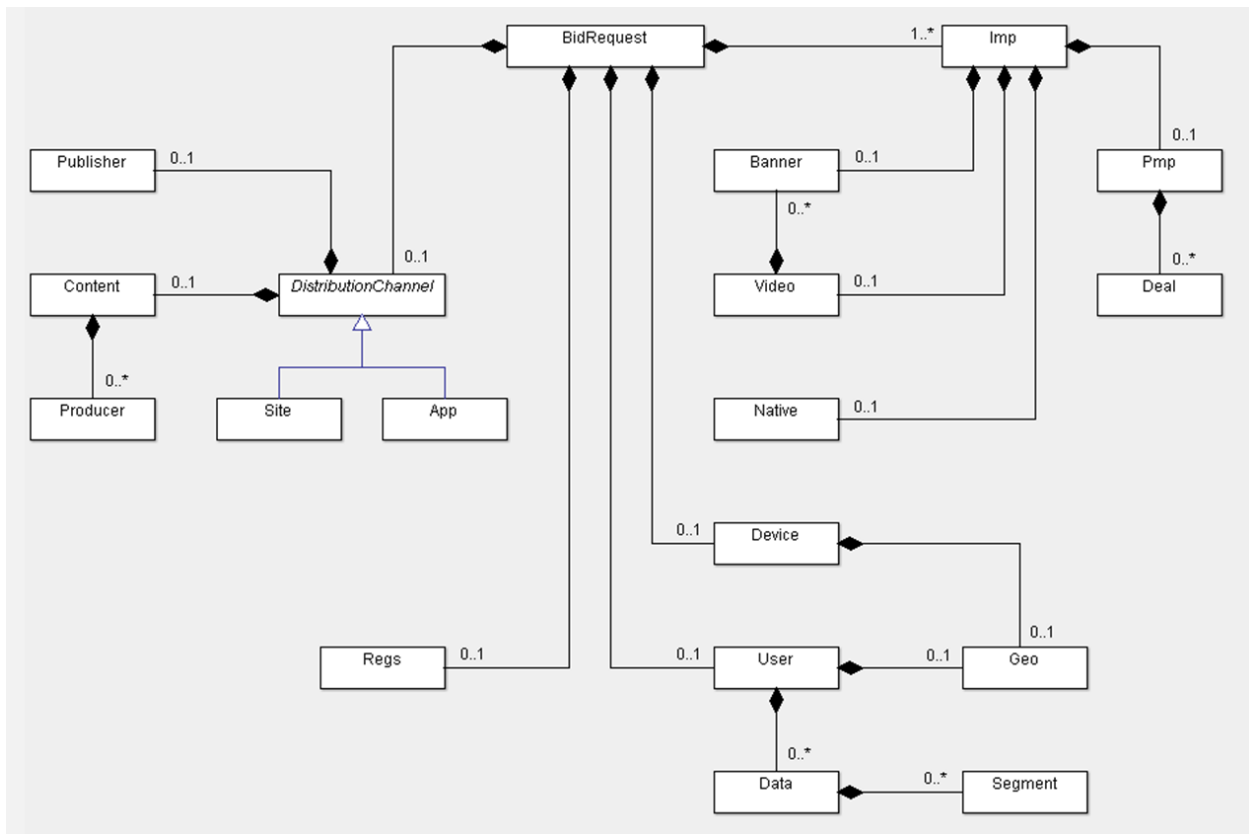 BidRequest
1..*
Imp
Publisher
0..1
Banner
0..1
0..1
Pmp
0..*
0..1
Content
0..1
DistributionChannel
Video
0..1
0..*
Deal
0..*
Producer
Site
App
Native
0..1
0..1
Device
0..1
Regs
0..1
0..1
User
0..1
Geo
0..*
Data
0..*
Segment